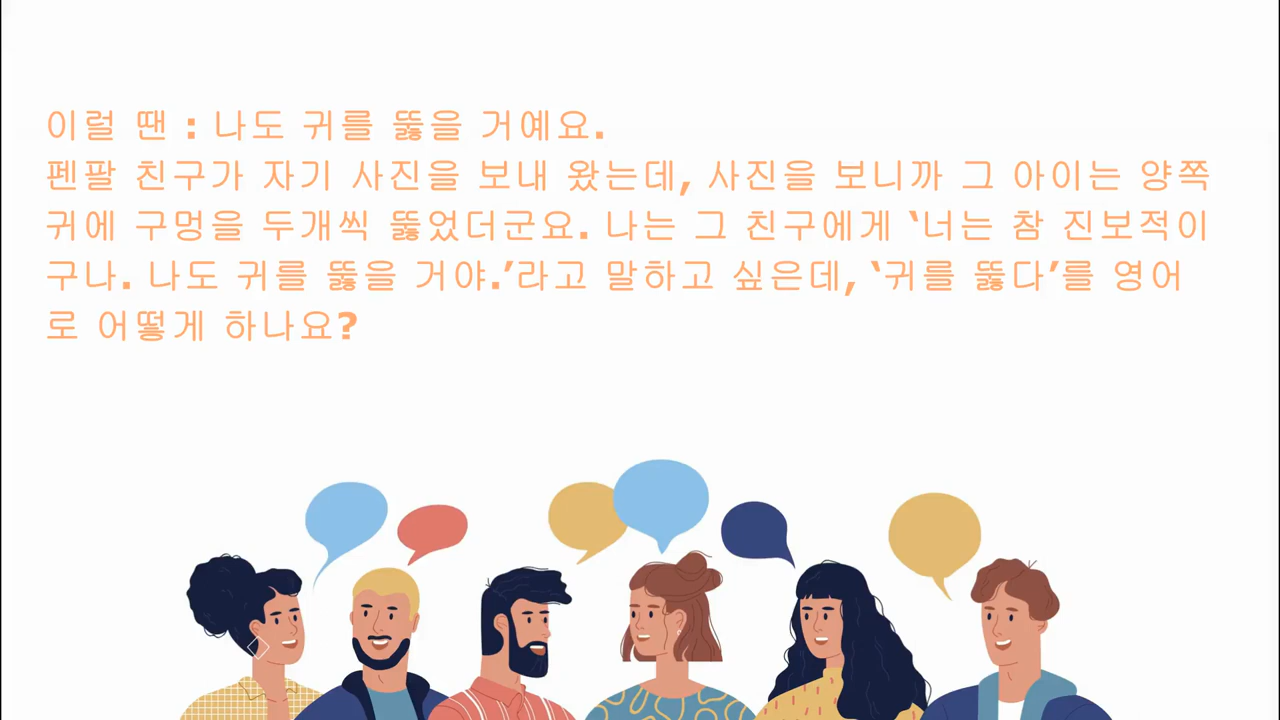 이럴 땐 : 나도 귀를 뚫을 거예요.
펜팔 친구가 자기 사진을 보내 왔는데, 사진을 보니까 그 아이는 양쪽
귀에 구멍을 두개씩 뚫었더군요. 나는 그 친구에게 ‘너는 참 진보적이
구나. 나도 귀를 뚫을 거야.’라고 말하고 싶은데, ‘귀를 뚫다’를 영어
로 어떻게 하나요?